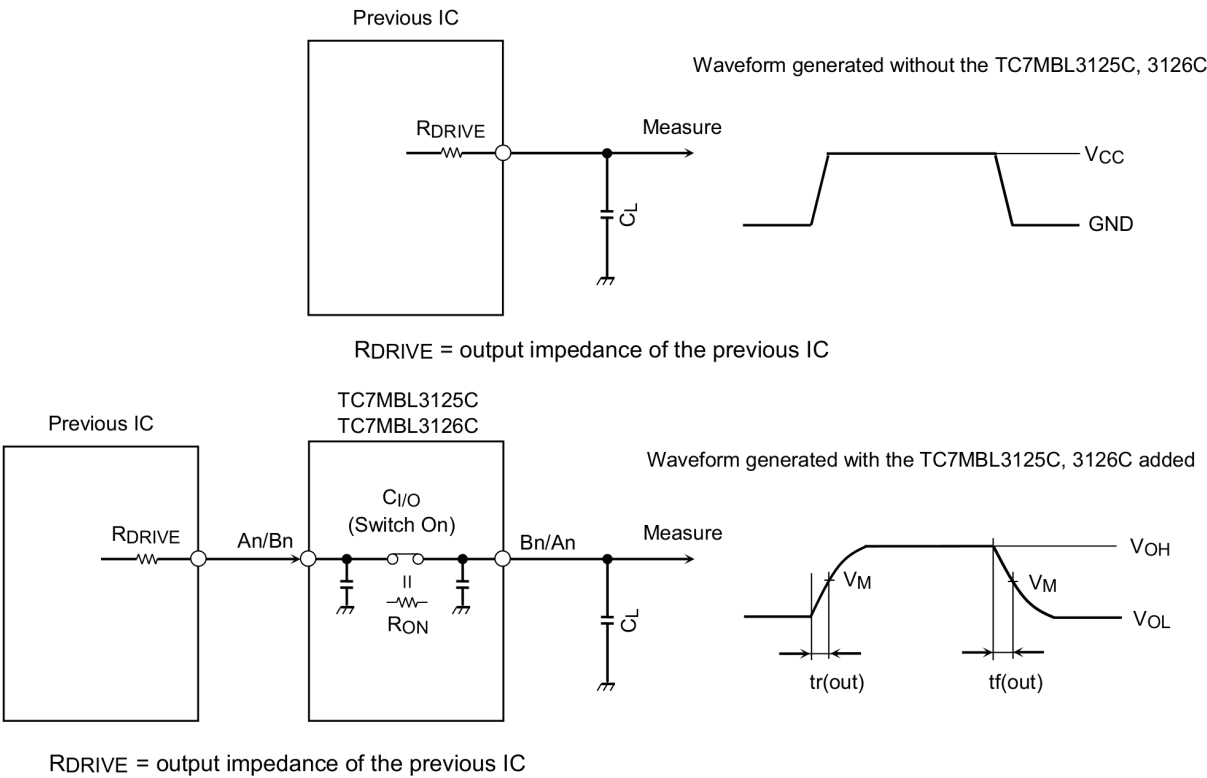 Previous IC
Waveform generated without the TC7MBL3125C, 3126C
RDRIVE
Measure
VCC
CL
GND
RDRIVE = output impedance of the previous IC
TC7MBL3125C
TC7MBL3126C
Previous IC
Waveform generated with the TC7MBL3125C, 3126C added
CI/O
(Switch On)
RDRIVE
An/Bn
Bn/An
Measure
VOH
VM
VM
RON
CL
VOL
tr(out)
tf(out)
RDRIVE = output impedance of the previous IC